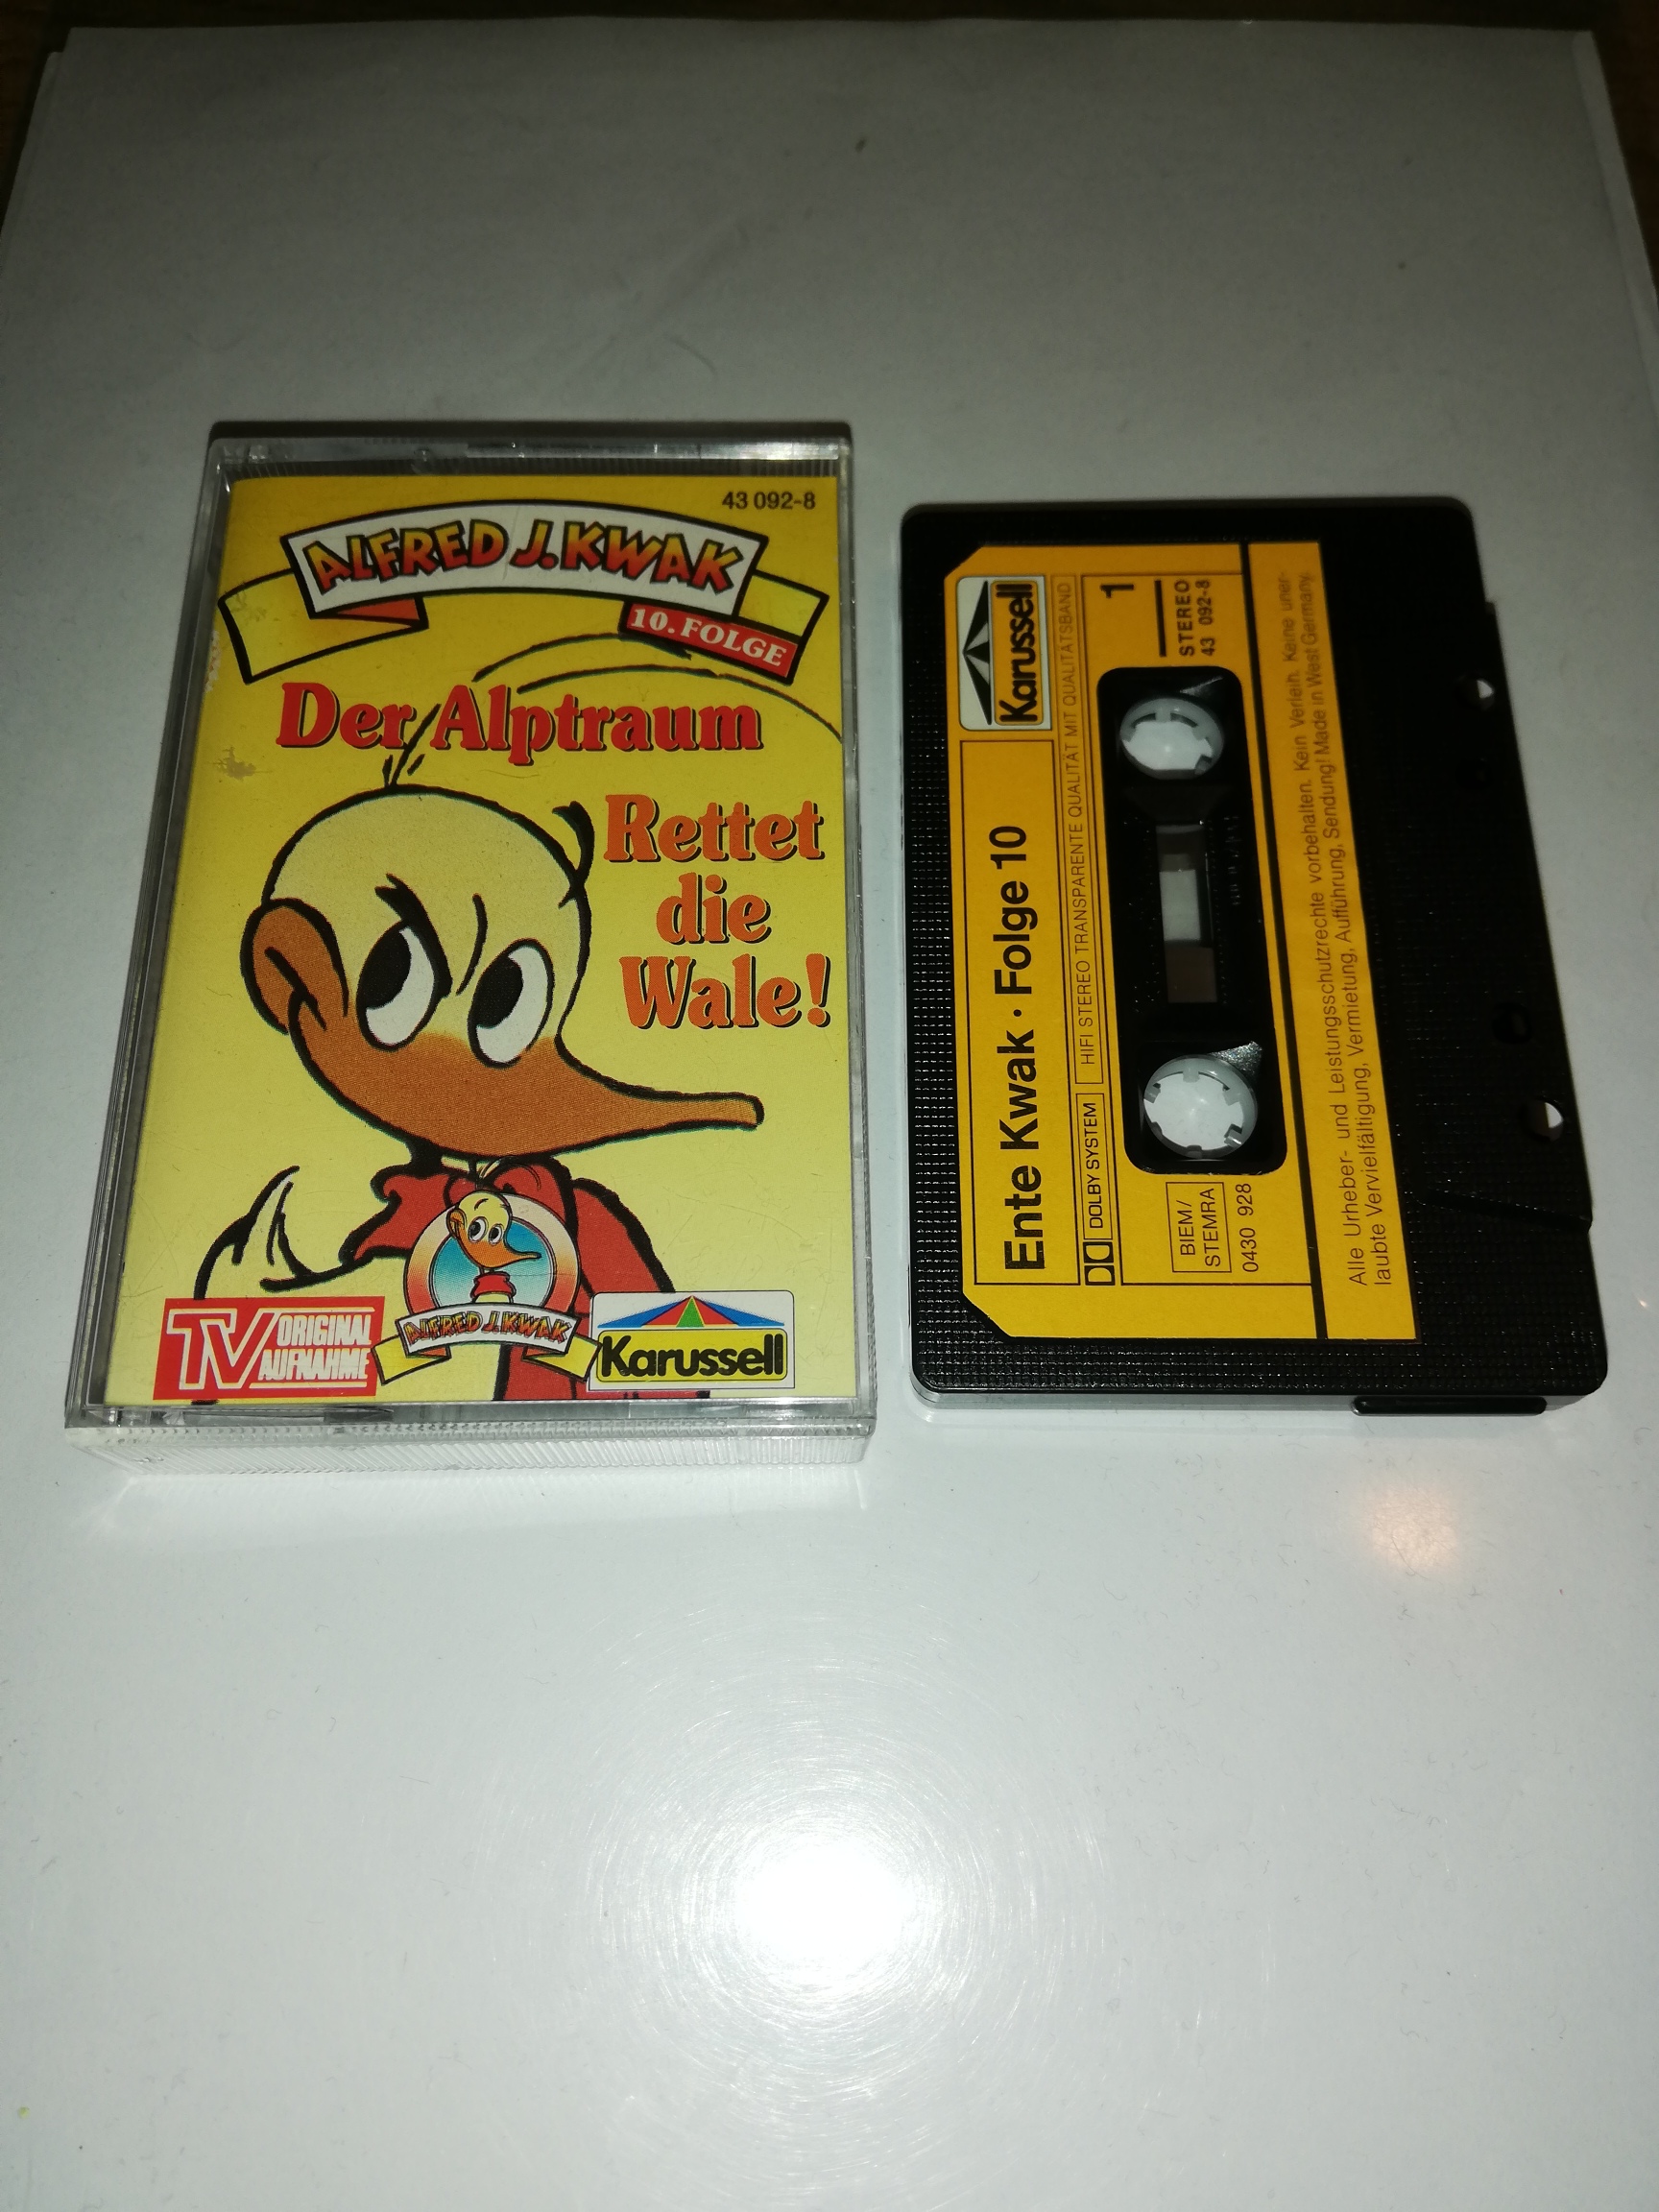 43 092-8
ALFRED J. KWAK
10. FOLGE
Der Alptraum
Rettet
die
Wale!
TV ORIGINAL
AUFNAHME
ALFRED J. KWAK
Karussell
Karussell
Ente Kwak · Folge 10
DOLBY SYSTEM
HIFI STEREO TRANSPARENTE QUALITÄT MIT QUALITÄTSBAND
1
STEREO
43 092-8
BIEM/
STEMRA
0430 928
Alle Urheber- und Leistungsschutzrechte vorbehalten. Kein Verleih. Keine uner-
laubte Vervielfältigung, Vermietung, Aufführung, Sendung! Made in West Germany.